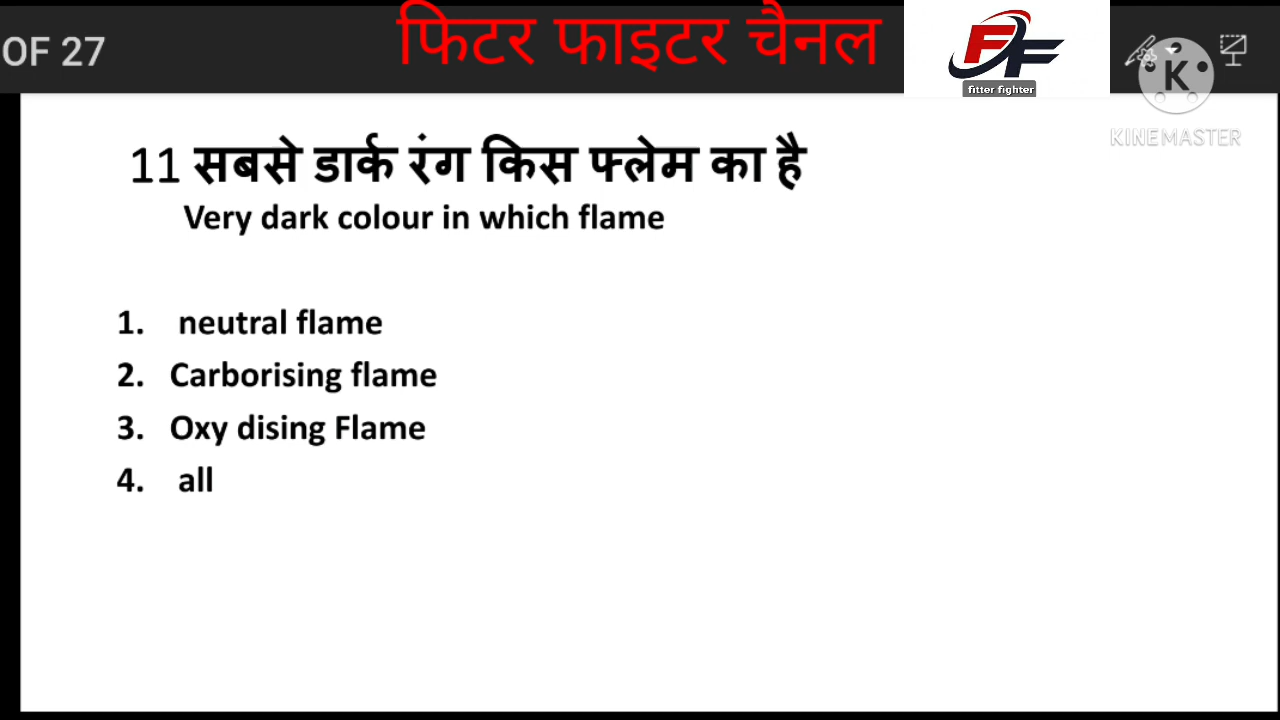 OF 27
फिटर फाइटर चैनल
fitter fighter
K
KINEMASTER
11 सबसे डार्क रंग किस फ्लेम का है
Very dark colour in which flame
1. neutral flame
2. Carborising flame
3. Oxy dising Flame
4. all